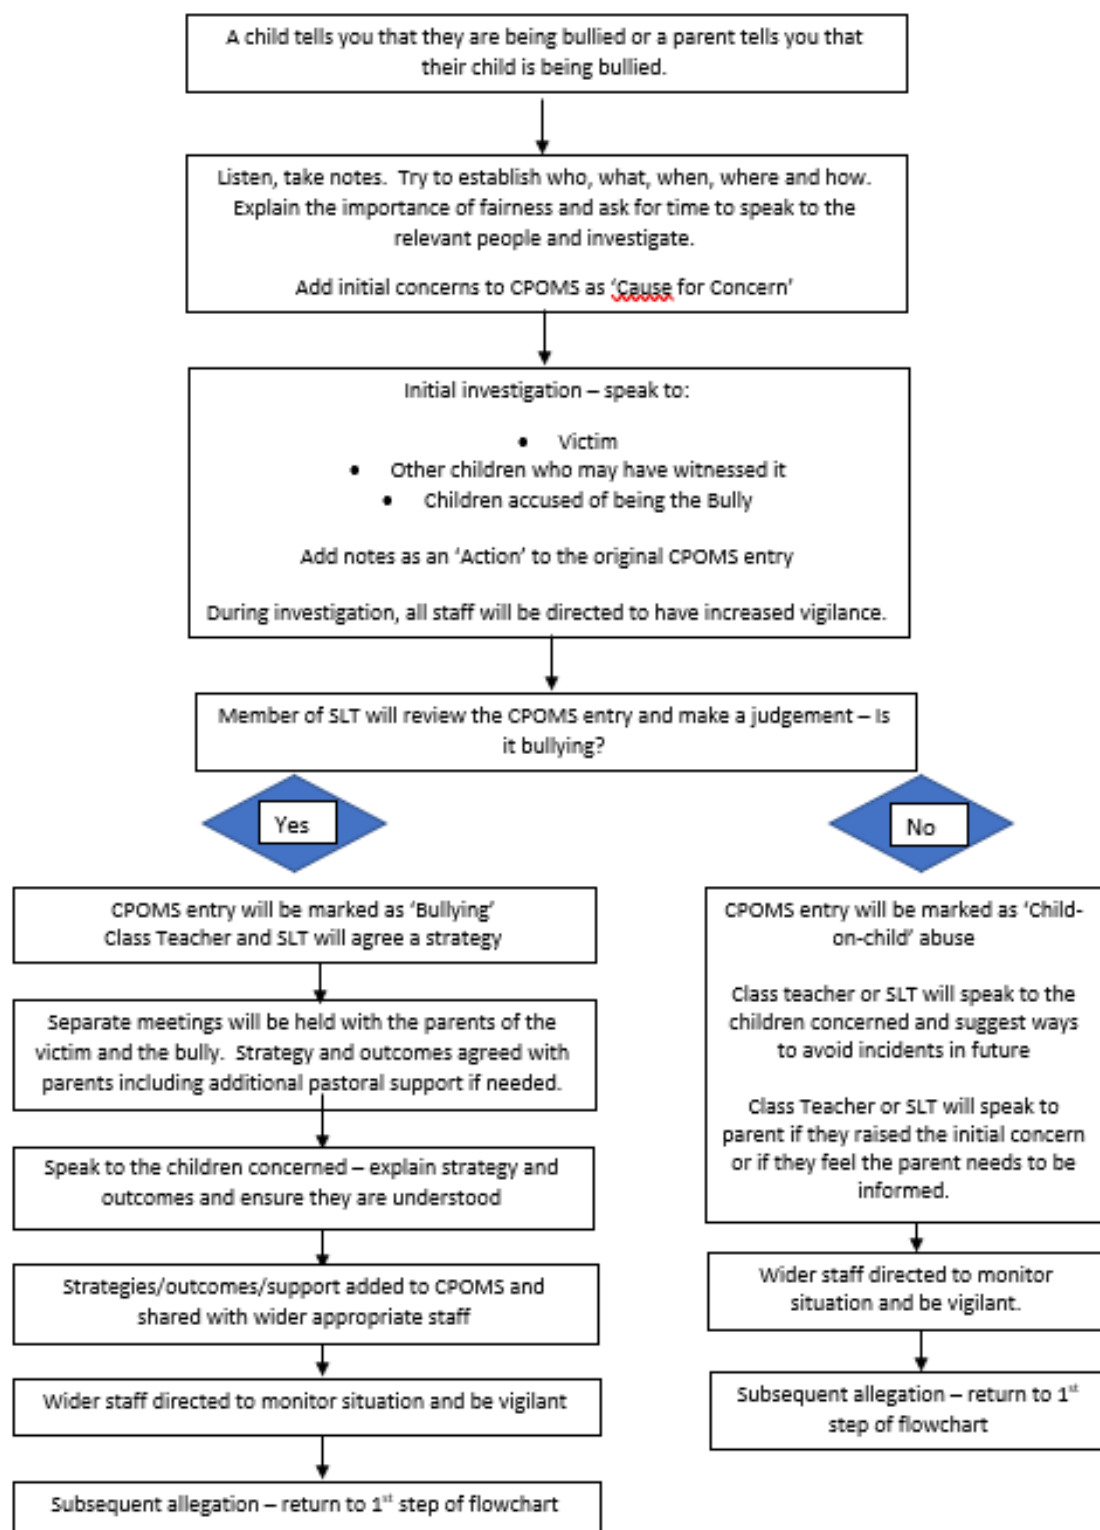 A child tells you that they are being bullied or a parent tells you that
their child is being bullied.
Listen, take notes.  Try to establish who, what, when, where and how.
Explain the importance of fairness and ask for time to speak to the
relevant people and investigate.
Add initial concerns to CPOMS as ‘Cause for Concern’
Initial investigation – speak to:
• Victim
• Other children who may have witnessed it
• Children accused of being the Bully
Add notes as an ‘Action’ to the original CPOMS entry
During investigation, all staff will be directed to have increased vigilance.
Member of SLT will review the CPOMS entry and make a judgement – Is
it bullying?
Yes
CPOMS entry will be marked as ‘Bullying’
Class Teacher and SLT will agree a strategy
Separate meetings will be held with the parents of the
victim and the bully.  Strategy and outcomes agreed with
parents including additional pastoral support if needed.
Speak to the children concerned – explain strategy and
outcomes and ensure they are understood
Strategies/outcomes/support added to CPOMS and
shared with wider appropriate staff
Wider staff directed to monitor situation and be vigilant
Subsequent allegation – return to 1st step of flowchart
No
CPOMS entry will be marked as ‘Child-
on-child’ abuse
Class teacher or SLT will speak to the
children concerned and suggest ways
to avoid incidents in future
Class Teacher or SLT will speak to
parent if they raised the initial concern
or if they feel the parent needs to be
informed.
Wider staff directed to monitor
situation and be vigilant.
Subsequent allegation – return to 1st
step of flowchart